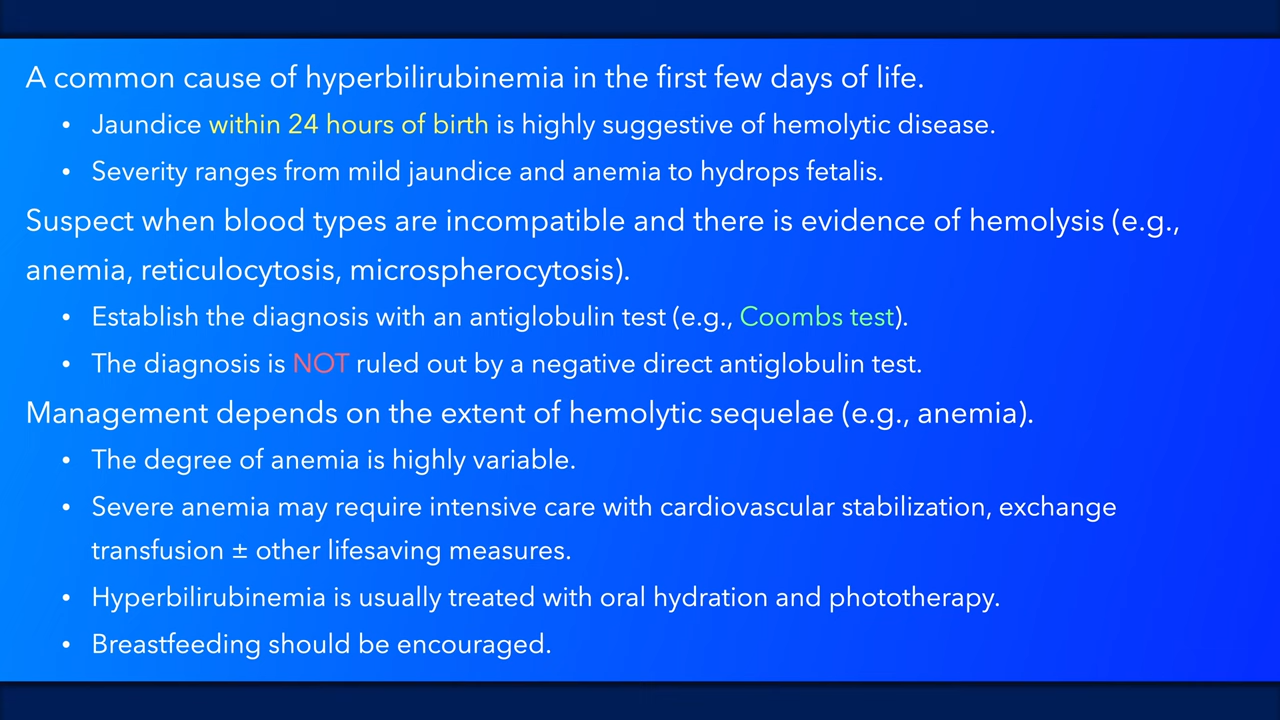 A common cause of hyperbilirubinemia in the first few days of life.
• Jaundice within 24 hours of birth is highly suggestive of hemolytic disease.
• Severity ranges from mild jaundice and anemia to hydrops fetalis.
Suspect when blood types are incompatible and there is evidence of hemolysis (e.g.,
anemia, reticulocytosis, microspherocytosis).
• Establish the diagnosis with an antiglobulin test (e.g., Coombs test).
• The diagnosis is NOT ruled out by a negative direct antiglobulin test.
Management depends on the extent of hemolytic sequelae (e.g., anemia).
• The degree of anemia is highly variable.
• Severe anemia may require intensive care with cardiovascular stabilization, exchange
transfusion ± other lifesaving measures.
• Hyperbilirubinemia is usually treated with oral hydration and phototherapy.
• Breastfeeding should be encouraged.